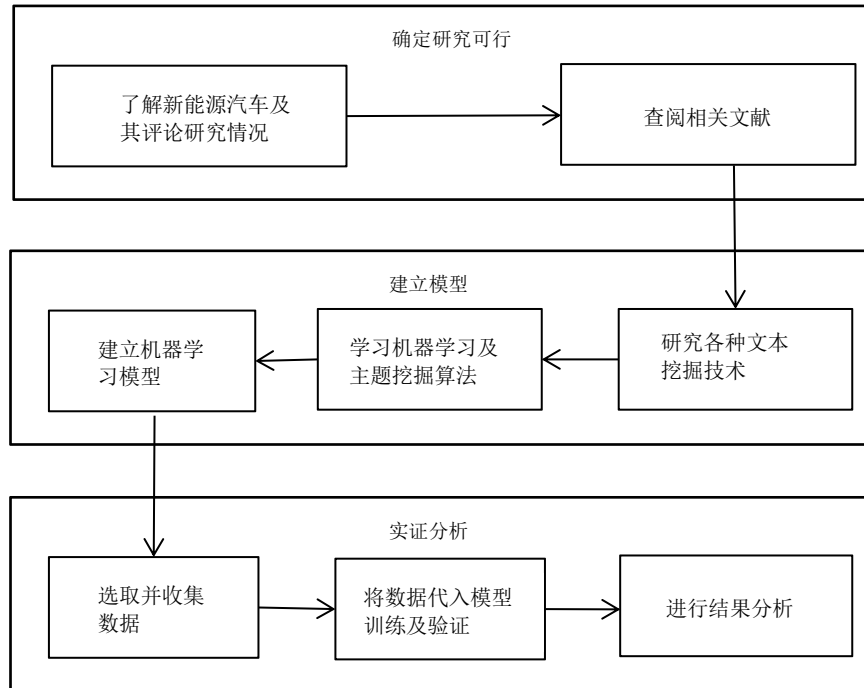 确定研究可行
了解新能源汽车及
其评论研究情况
查阅相关文献
建立模型
建立机器学
习模型
学习机器学习及
主题挖掘算法
研究各种文本
挖掘技术
实证分析
选取并收集
数据
将数据代入模型
训练及验证
进行结果分析